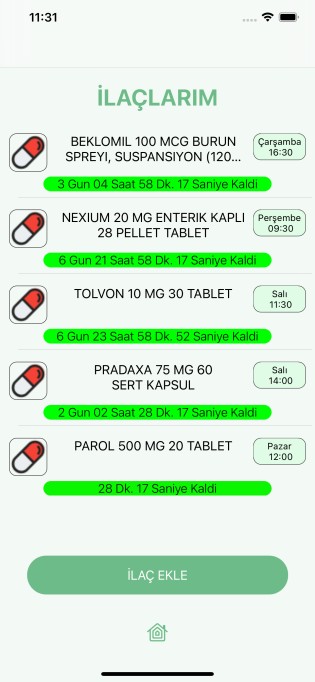 11:31
İLAÇLARIM
BEKLOMIL 100 MCG BURUN
SPREYI, SUSPANSIYON (120...
Çarşamba
16:30
3 Gun 04 Saat 58 Dk. 17 Saniye Kaldi
NEXIUM 20 MG ENTERIK KAPLI
28 PELLET TABLET
Perşembe
09:30
6 Gun 21 Saat 58 Dk. 17 Saniye Kaldi
TOLVON 10 MG 30 TABLET
Salı
11:30
6 Gun 23 Saat 58 Dk. 52 Saniye Kaldi
PRADAXA 75 MG 60
SERT KAPSUL
Salı
14:00
2 Gun 02 Saat 28 Dk. 17 Saniye Kaldi
PAROL 500 MG 20 TABLET
Pazar
12:00
28 Dk. 17 Saniye Kaldi
İLAÇ EKLE